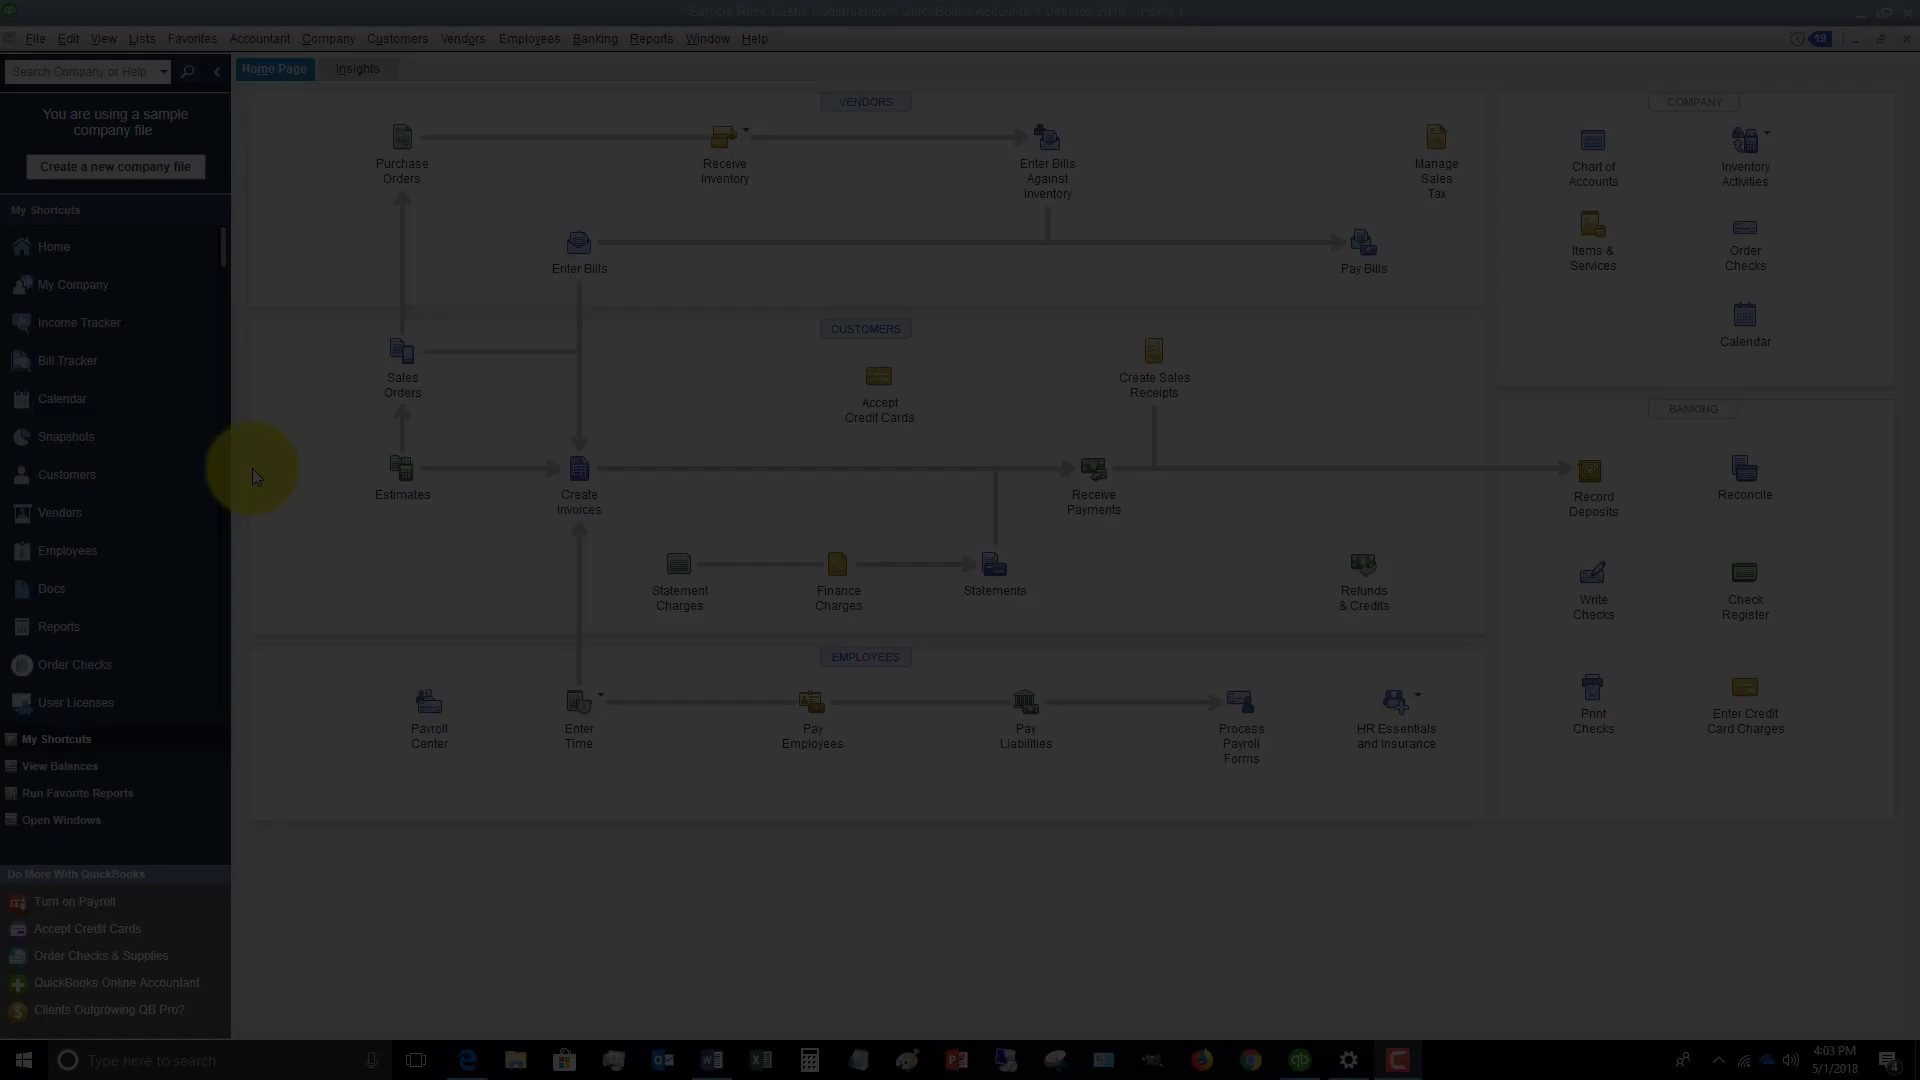 File Edit View Lists Favorites Accountant Company Customers Vendors Employees Banking Reports Window Help
19
Search Company or Help
Home Page Insights
You are using a sample
company file
Create a new company file
My Shortcuts
Home
My Company
Income Tracker
Bill Tracker
Calendar
Snapshots
Customers
Vendors
Employees
Docs
Reports
Order Checks
User Licenses
My Shortcuts
View Balances
Run Favorite Reports
Open Windows
Do More With QuickBooks
Turn on Payroll
Accept Credit Cards
Order Checks & Supplies
QuickBooks Online Accountant
Clients Outgrowing QB Pro?
VENDORS
Purchase
Orders
Receive
Inventory
Enter Bills
Against
Inventory
Manage
Sales
Tax
Enter Bills
Pay Bills
CUSTOMERS
Sales
Orders
Accept
Credit Cards
Create Sales
Receipts
Estimates
Create
Invoices
Receive
Payments
Statement
Charges
Finance
Charges
Statements
Refunds
& Credits
EMPLOYEES
Payroll
Center
Enter
Time
Pay
Employees
Pay
Liabilities
Process
Payroll
Forms
HR Essentials
and Insurance
COMPANY
Chart of
Accounts
Inventory
Activities
Items &
Services
Order
Checks
Calendar
BANKING
Record
Deposits
Reconcile
Write
Checks
Check
Register
Print
Checks
Enter Credit
Card Charges
Type here to search
4:03 PM
5/1/2018
4